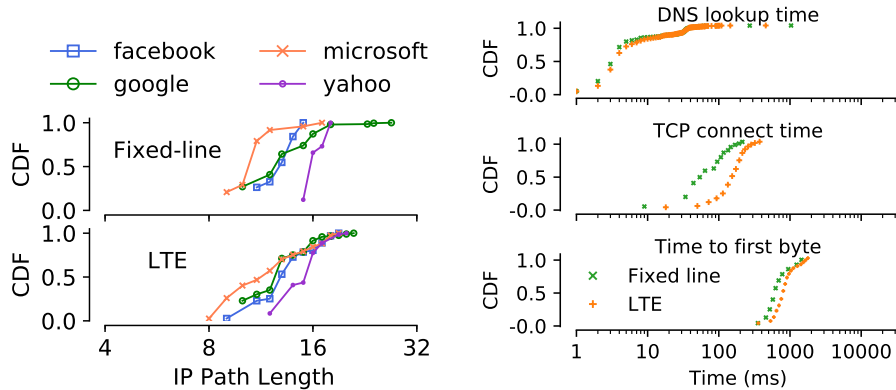 facebook
google
microsoft
yahoo
CDF
1.0
0.5
0.0
Fixed-line
CDF
1.0
0.5
0.0
LTE
4
8
16
32
IP Path Length
DNS lookup time
CDF
1.0
0.5
-0.0
TCP connect time
CDF
1.0
0.5
-0.0
Time to first byte
CDF
1.0
0.5
-0.0
Fixed line
LTE
1
10
100
1000
10000
Time (ms)